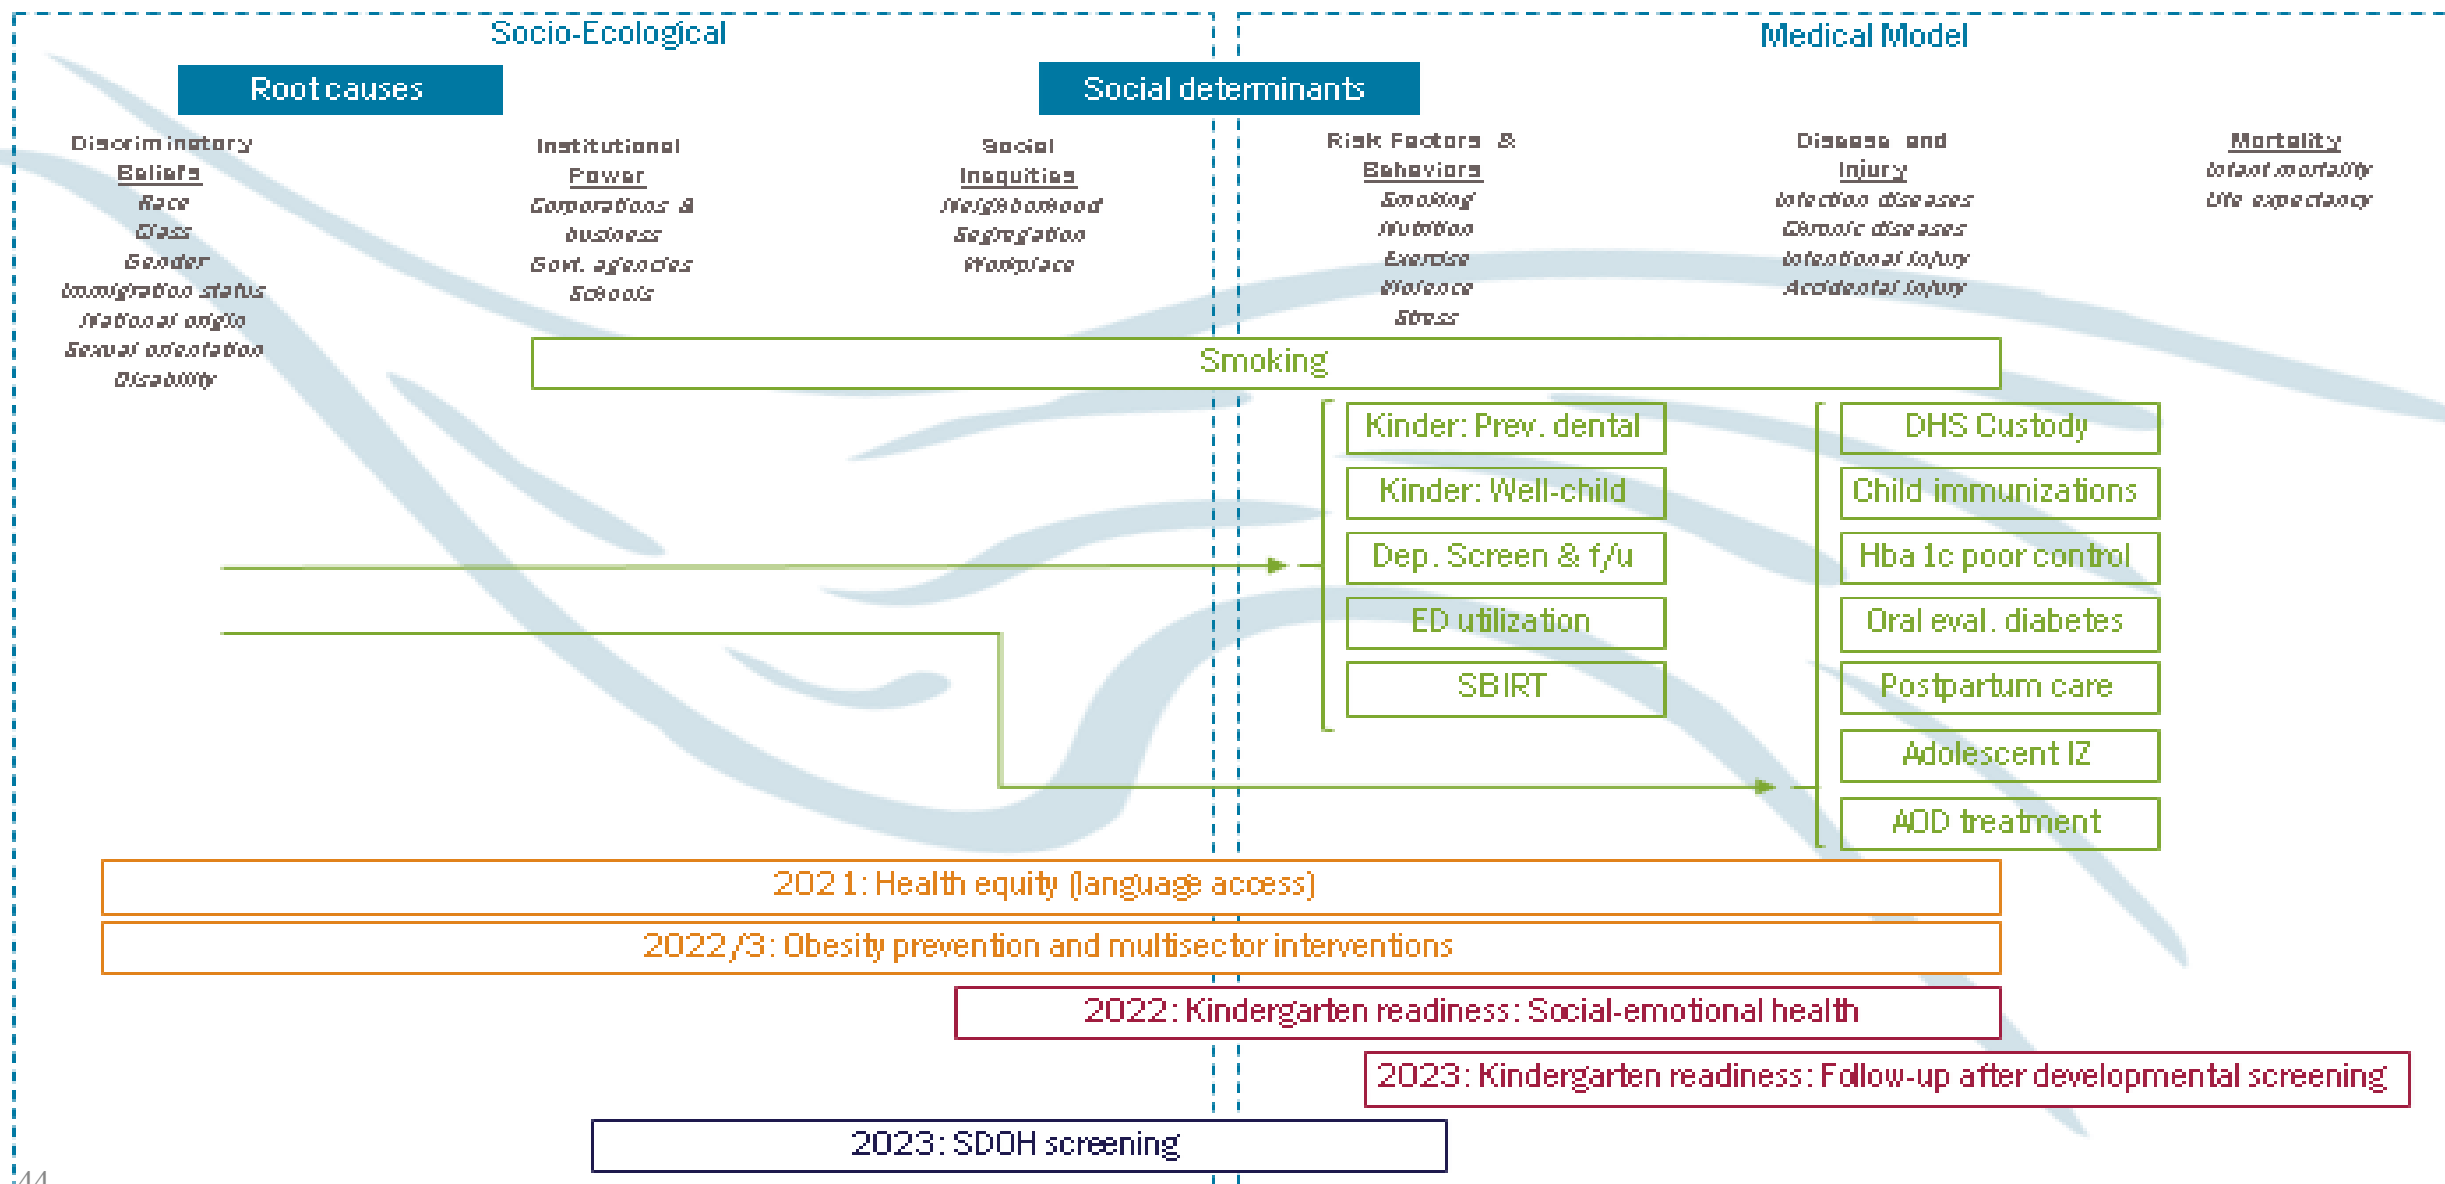 Socio-Ecological
Medical Model
Root causes
Social determinants
Discriminatory
Beliefs
Race
Class
Gender
Immigration status
National origin
Sexual orientation
Disability
Institutional
Power
Corporations &
business
Govt. agencies
Schools
Social
Inequities
Neighborhood
Segregation
Workplace
Risk Factors &
Behaviors
Smoking
Nutrition
Exercise
Violence
Stress
Disease and
Injury
Infection diseases
Chronic diseases
Intentional injury
Accidental injury
Mortality
Infant mortality
Life expectancy
Smoking
Kinder: Prev. dental
Kinder: Well-child
Dep. Screen & f/u
ED utilization
SBIRT
DHS Custody
Child immunizations
Hba 1c poor control
Oral eval. diabetes
Postpartum care
Adolescent IZ
AOD treatment
2021: Health equity (language access)
2022/3: Obesity prevention and multisector interventions
2022: Kindergarten readiness: Social-emotional health
2023: Kindergarten readiness: Follow-up after developmental screening
2023: SDOH screening
44